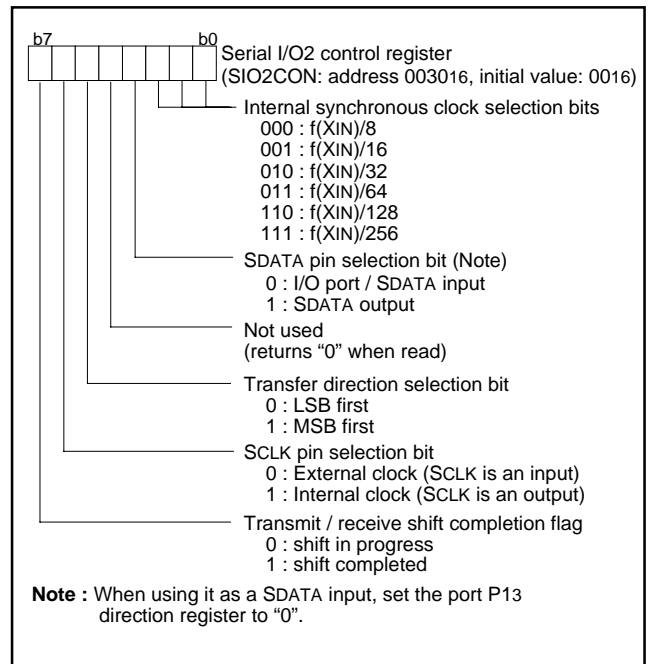 b7 b0
Serial I/O2 control register
(SIO2CON: address 003016, initial value: 0016)
Internal synchronous clock selection bits
000 : f(XIN)/8
001 : f(XIN)/16
010 : f(XIN)/32
011 : f(XIN)/64
110 : f(XIN)/128
111 : f(XIN)/256
SDATA pin selection bit (Note)
0 : I/O port / SDATA input
1 : SDATA output
Not used
(returns “0” when read)
Transfer direction selection bit
0 : LSB first
1 : MSB first
SCLK pin selection bit
0 : External clock (SCLK is an input)
1 : Internal clock (SCLK is an output)
Transmit / receive shift completion flag
0 : shift in progress
1 : shift completed
Note : When using it as a SDATA input, set the port P13
direction register to “0”.